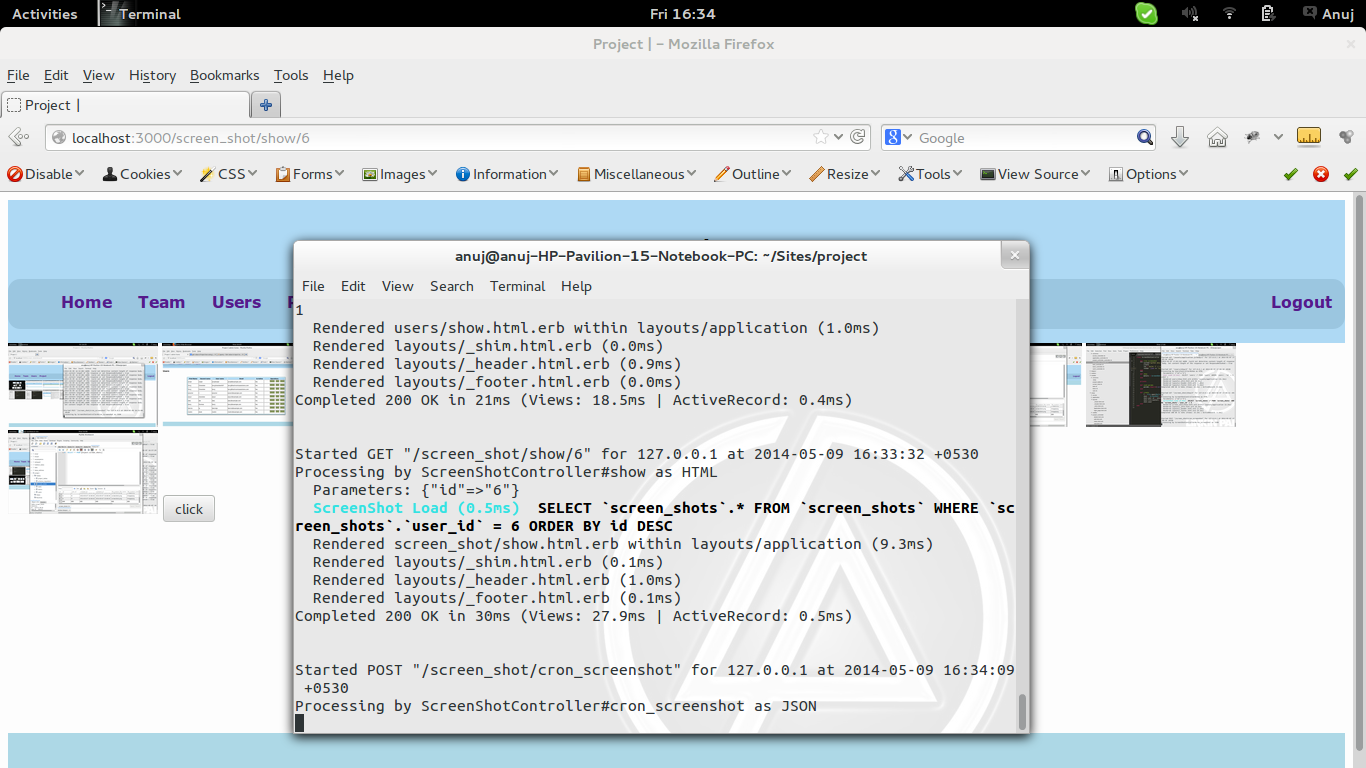 Activities Terminal Fri 16:34 Anuj
Project | - Mozilla Firefox
File Edit View History Bookmarks Tools Help
Project |
localhost:3000/screen_shot/show/6 Google
Disable Cookies CSS Forms Images Information Miscellaneous Outline Resize Tools View Source Options
anuj@anuj-HP-Pavilion-15-Notebook-PC: ~/Sites/project
File Edit View Search Terminal Help
Home Team Users Logout
1
Rendered users/show.html.erb within layouts/application (1.0ms)
Rendered layouts/_shim.html.erb (0.0ms)
Rendered layouts/_header.html.erb (0.9ms)
Rendered layouts/_footer.html.erb (0.0ms)
Completed 200 OK in 21ms (Views: 18.5ms | ActiveRecord: 0.4ms)
Started GET "/screen_shot/show/6" for 127.0.0.1 at 2014-05-09 16:33:32 +0530
Processing by ScreenShotController#show as HTML
Parameters: {"id"=>"6"}
ScreenShot Load (0.5ms) SELECT `screen_shots`.* FROM `screen_shots` WHERE `sc
reen_shots`.`user_id` = 6 ORDER BY id DESC
Rendered screen_shot/show.html.erb within layouts/application (9.3ms)
Rendered layouts/_shim.html.erb (0.1ms)
Rendered layouts/_header.html.erb (1.0ms)
Rendered layouts/_footer.html.erb (0.1ms)
Completed 200 OK in 30ms (Views: 27.9ms | ActiveRecord: 0.5ms)
Started POST "/screen_shot/cron_screenshot" for 127.0.0.1 at 2014-05-09 16:34:09
+0530
Processing by ScreenShotController#cron_screenshot as JSON
click